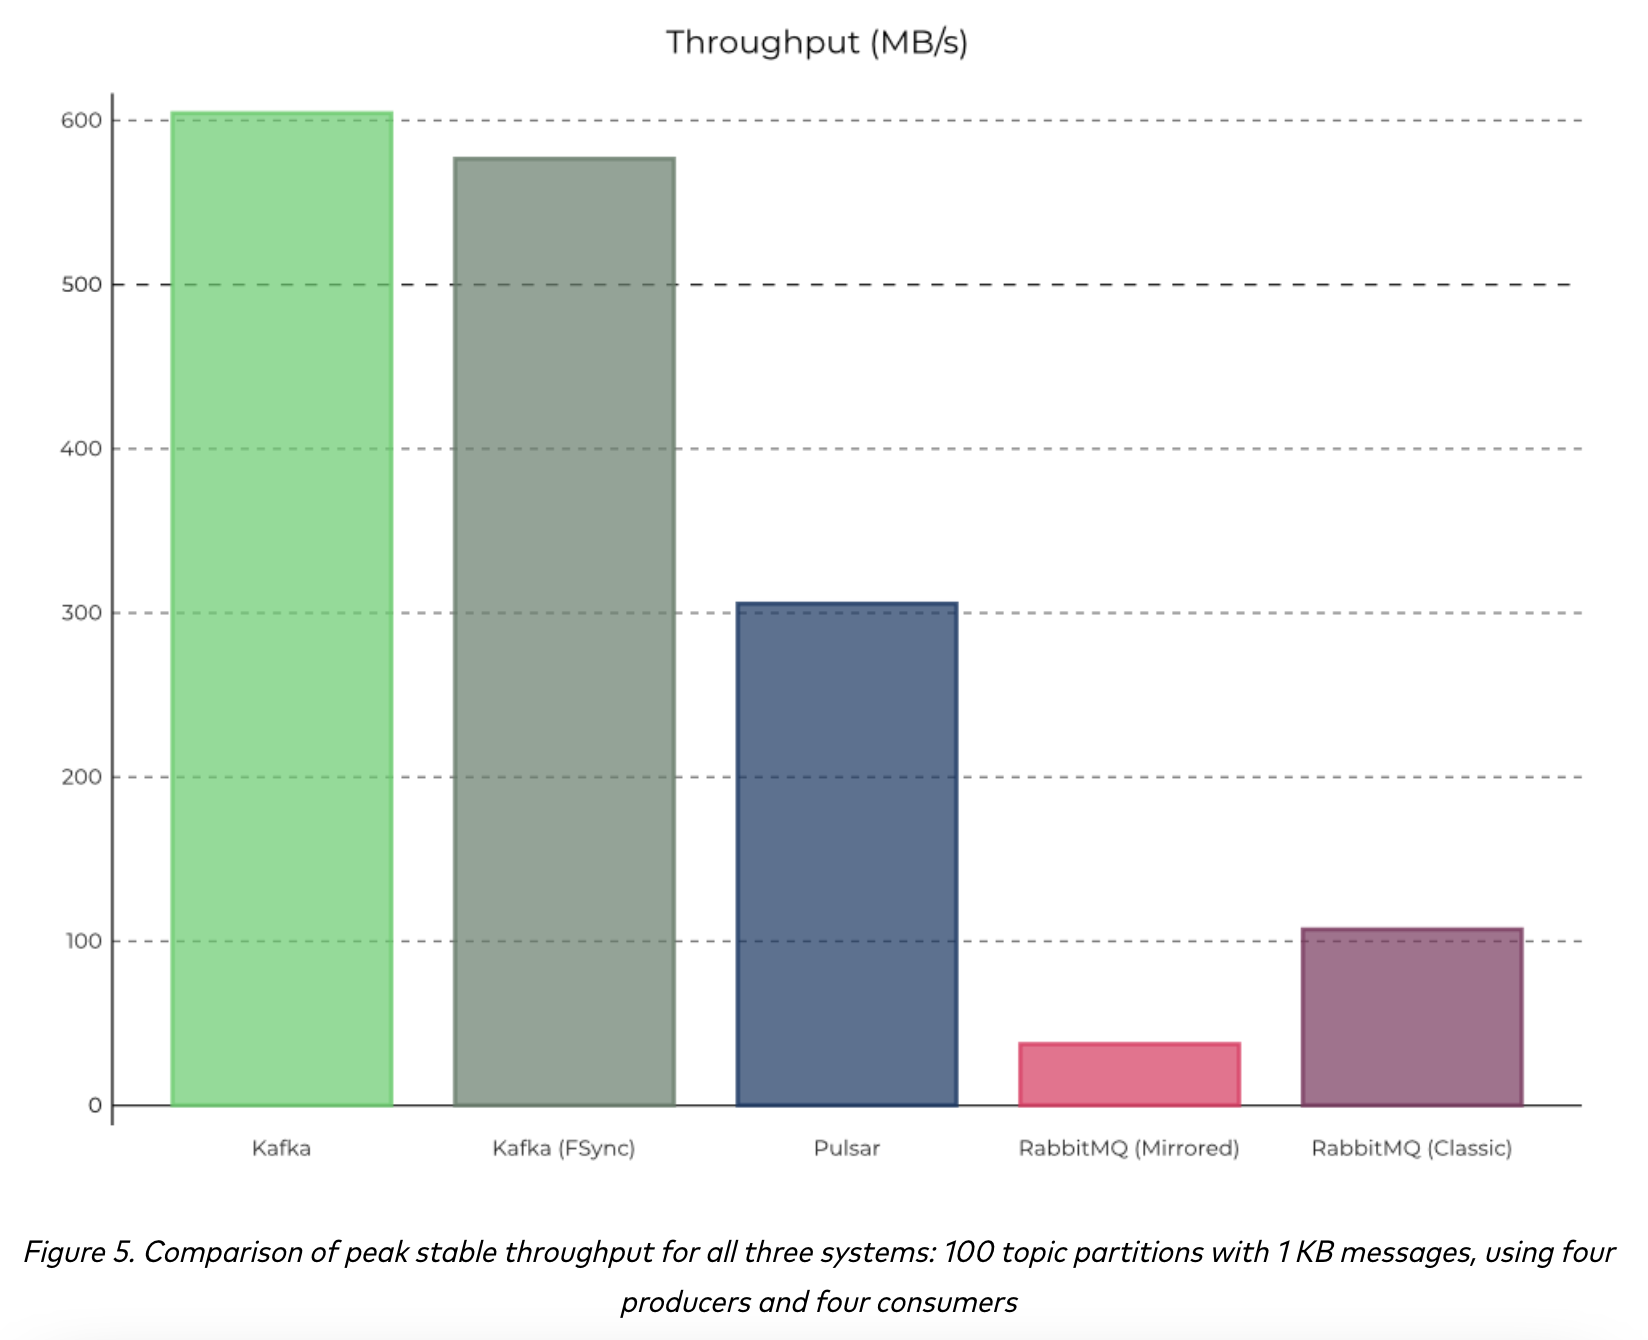 Throughput (MB/s)
600
500
400
300
200
100
0
Kafka
Kafka (FSync)
Pulsar
RabbitMQ (Mirrored)
RabbitMQ (Classic)
Figure 5. Comparison of peak stable throughput for all three systems: 100 topic partitions with 1 KB messages, using four
producers and four consumers